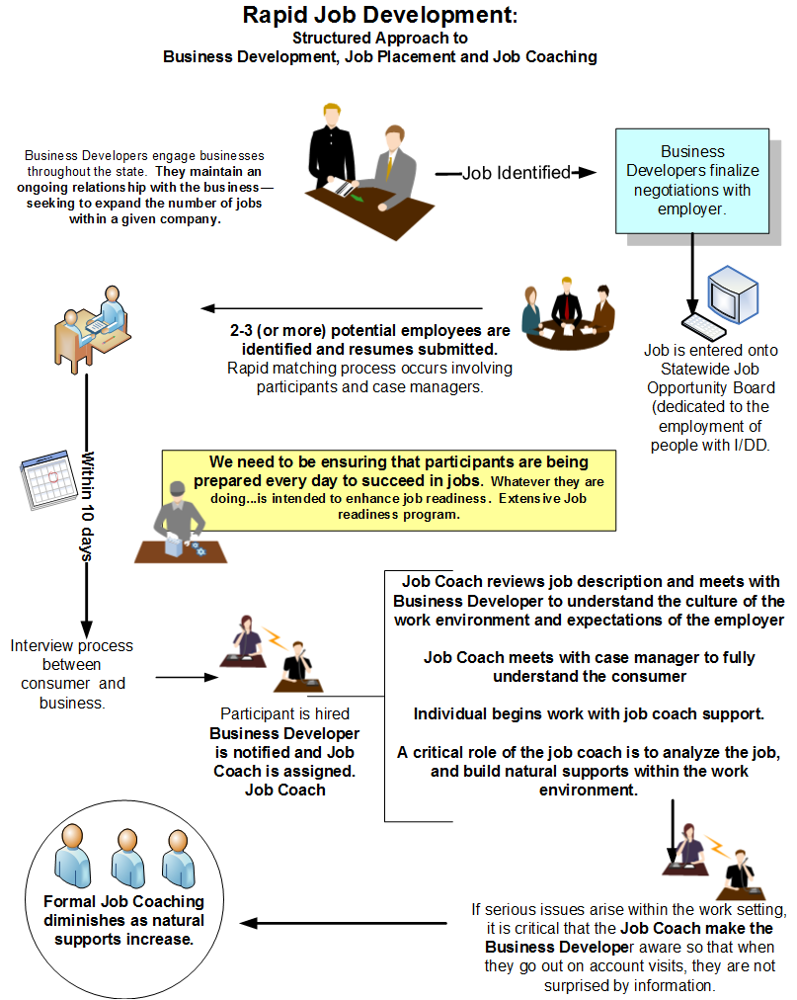 Rapid Job Development:
Structured Approach to
Business Development, Job Placement and Job Coaching
Business Developers engage businesses
throughout the state. They maintain an
ongoing relationship with the business—
seeking to expand the number of jobs
within a given company.
Job Identified
Business
Developers finalize
negotiations with
employer.
Job is entered onto
Statewide Job
Opportunity Board
(dedicated to the
employment of
people with I/DD.
2-3 (or more) potential employees are
identified and resumes submitted.
Rapid matching process occurs involving
participants and case managers.
Within 10 days
We need to be ensuring that participants are being
prepared every day to succeed in jobs. Whatever they are
doing...is intended to enhance job readiness. Extensive Job
readiness program.
Interview process
between
consumer and
business.
Participant is hired
Business Developer
is notified and Job
Coach is assigned.
Job Coach
Job Coach reviews job description and meets with
Business Developer to understand the culture of the
work environment and expectations of the employer
Job Coach meets with case manager to fully
understand the consumer
Individual begins work with job coach support.
A critical role of the job coach is to analyze the job,
and build natural supports within the work
environment.
If serious issues arise within the work setting,
it is critical that the Job Coach make the
Business Developer aware so that when
they go out on account visits, they are not
surprised by information.
Formal Job Coaching
diminishes as natural
supports increase.